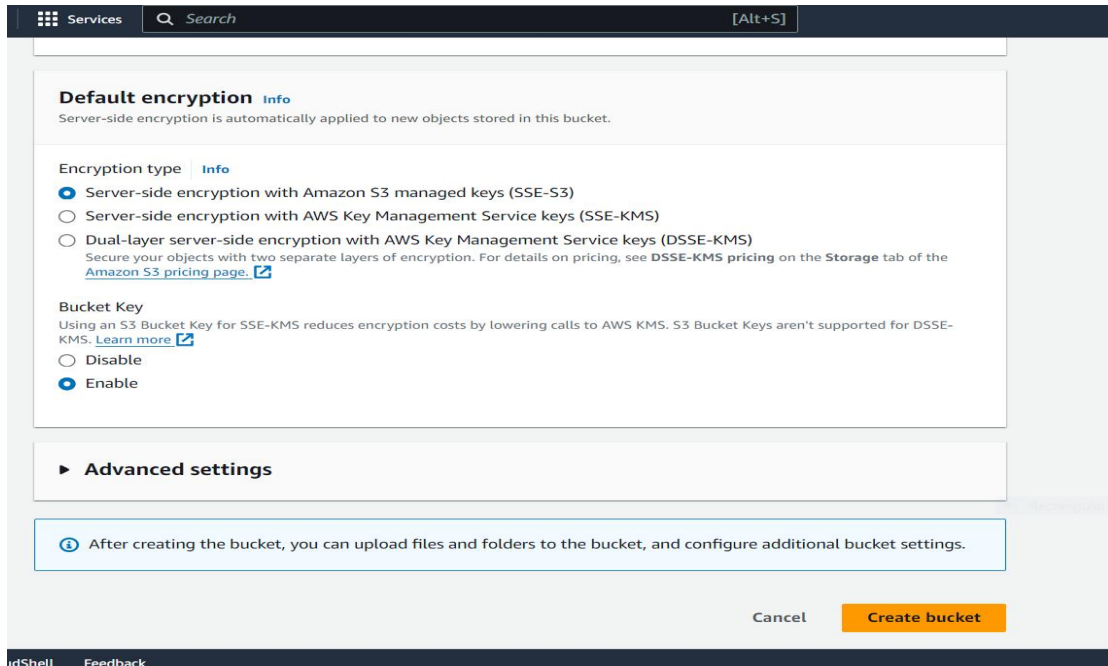 Services
Search
[Alt+S]
Default encryption Info
Server-side encryption is automatically applied to new objects stored in this bucket.
Encryption type Info
Server-side encryption with Amazon S3 managed keys (SSE-S3)
Server-side encryption with AWS Key Management Service keys (SSE-KMS)
Dual-layer server-side encryption with AWS Key Management Service keys (DSSE-KMS)
Secure your objects with two separate layers of encryption. For details on pricing, see DSSE-KMS pricing on the Storage tab of the
Amazon S3 pricing page.
Bucket Key
Using an S3 Bucket Key for SSE-KMS reduces encryption costs by lowering calls to AWS KMS. S3 Bucket Keys aren't supported for DSSE-
KMS. Learn more
Disable
Enable
Advanced settings
After creating the bucket, you can upload files and folders to the bucket, and configure additional bucket settings.
Cancel
Create bucket
udShell Feedback